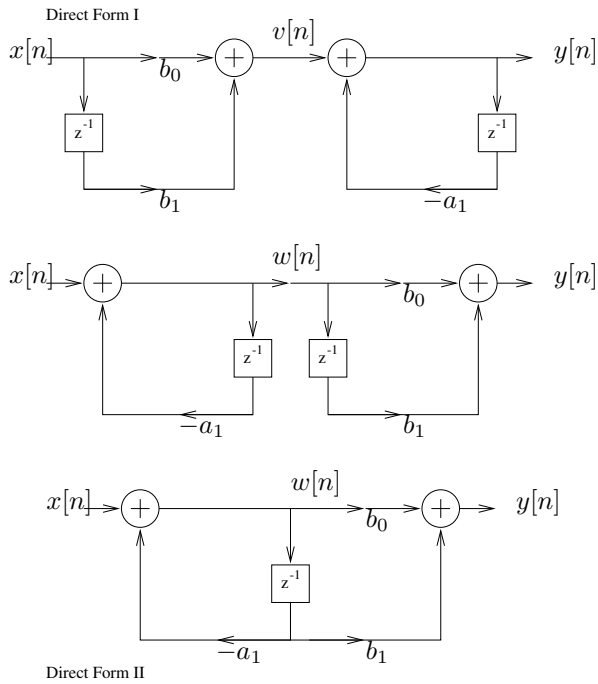 Direct Form I
x[n] b₀ + v[n] + y[n]
z⁻¹ z⁻¹
b₁ −a₁
x[n] + w[n] b₀ + y[n]
z⁻¹ z⁻¹
−a₁ b₁
x[n] + w[n] b₀ + y[n]
z⁻¹
−a₁ b₁
Direct Form II